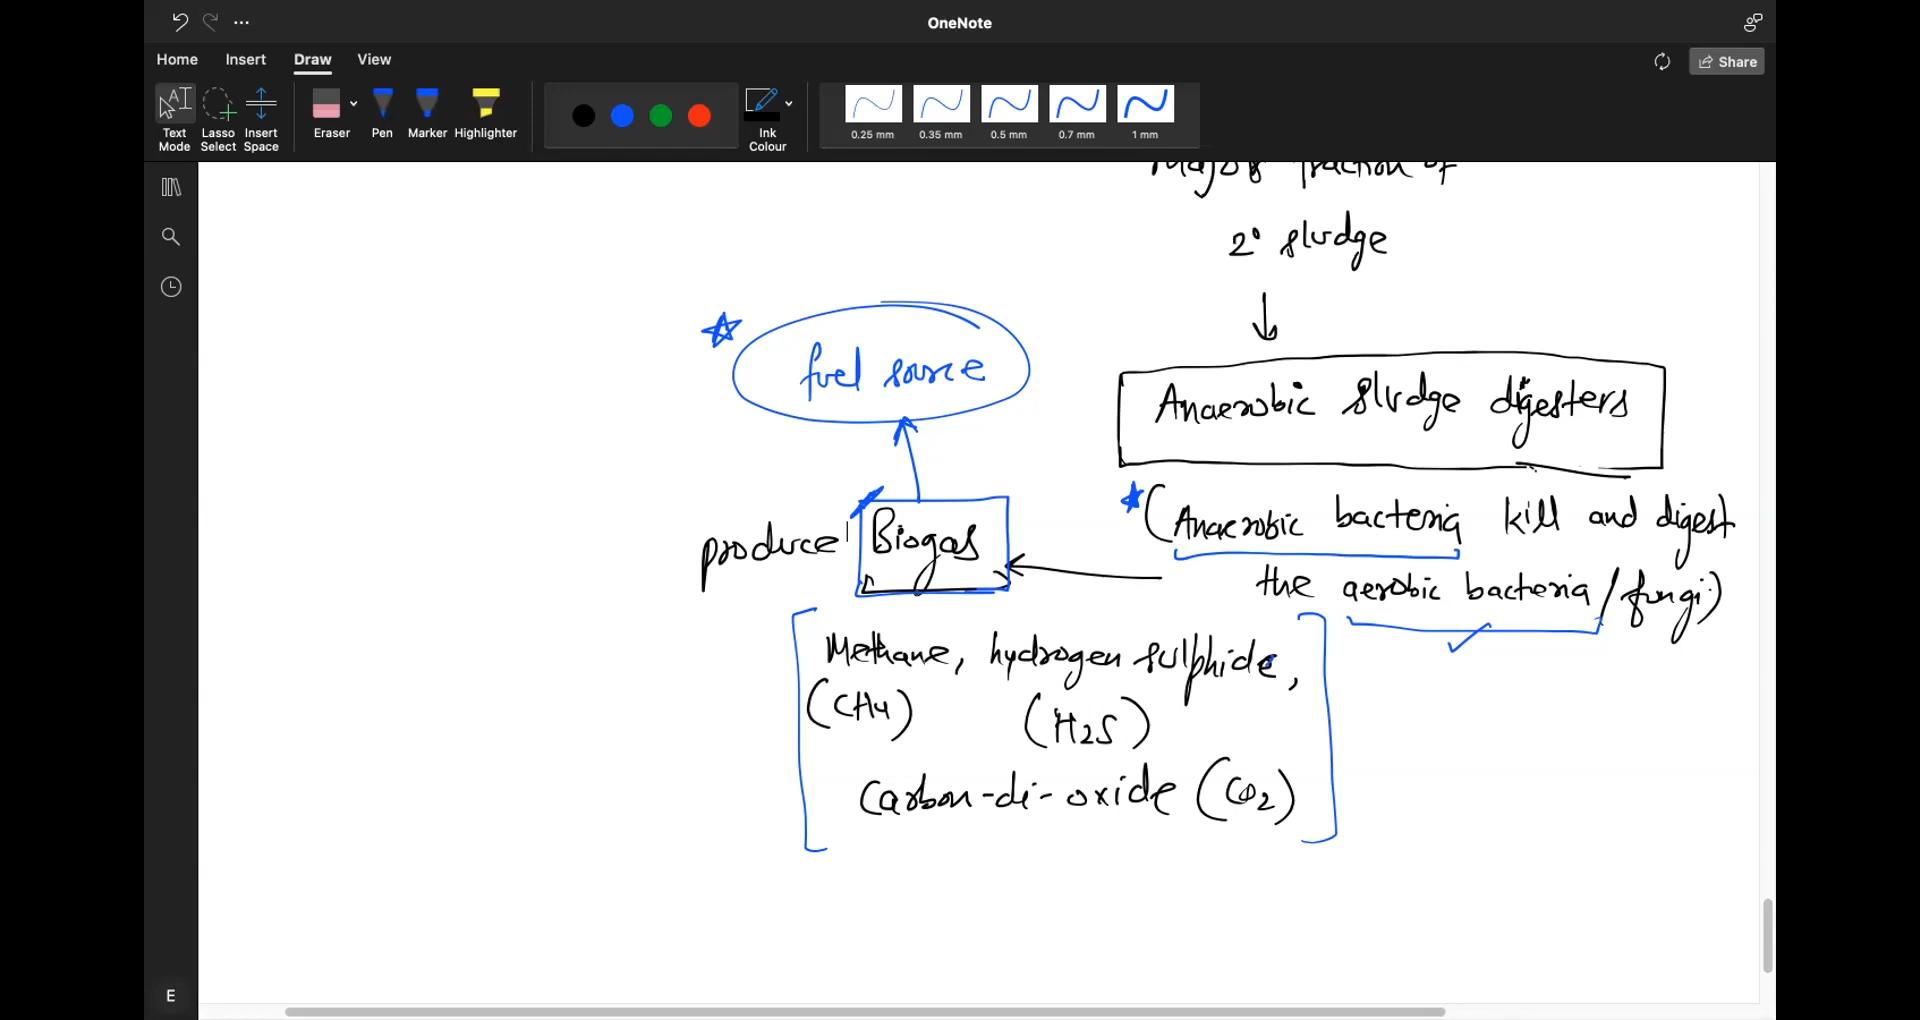 OneNote
Home Insert Draw View
Share
Text Mode
Lasso Select
Insert Space
Eraser
Pen
Marker
Highlighter
Ink Colour
0.25 mm
0.35 mm
0.5 mm
0.7 mm
1 mm
Major fraction of
2° sludge
fuel source
Anaerobic sludge digesters
(Anaerobic bacteria kill and digest
the aerobic bacteria/fungi)
produce Biogas
Methane, hydrogen sulphide,
(CH4) (H2S)
Carbon-di-oxide (CO2)
E